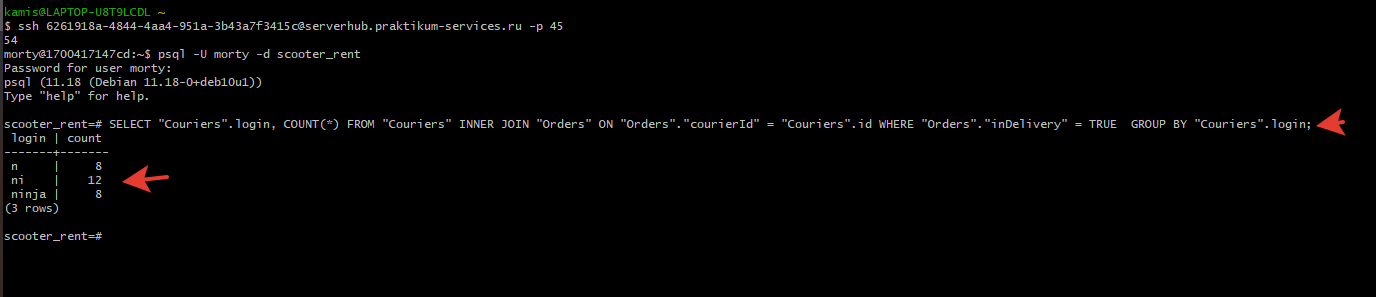 kamis@LAPTOP-U8T9LCDL ~
$ ssh 6261918a-4844-4aa4-951a-3b43a7f3415c@serverhub.praktikum-services.ru -p 45
54
morty@1700417147cd:~$ psql -U morty -d scooter_rent
Password for user morty:
psql (11.18 (Debian 11.18-0+deb10u1))
Type "help" for help.
scooter_rent=# SELECT "Couriers".login, COUNT(*) FROM "Couriers" INNER JOIN "Orders" ON "Orders"."courierId" = "Couriers".id WHERE "Orders"."inDelivery" = TRUE  GROUP BY "Couriers".login;
 login | count
-------+-------
 n     |     8
 ni    |    12
 ninja |     8
(3 rows)
scooter_rent=#